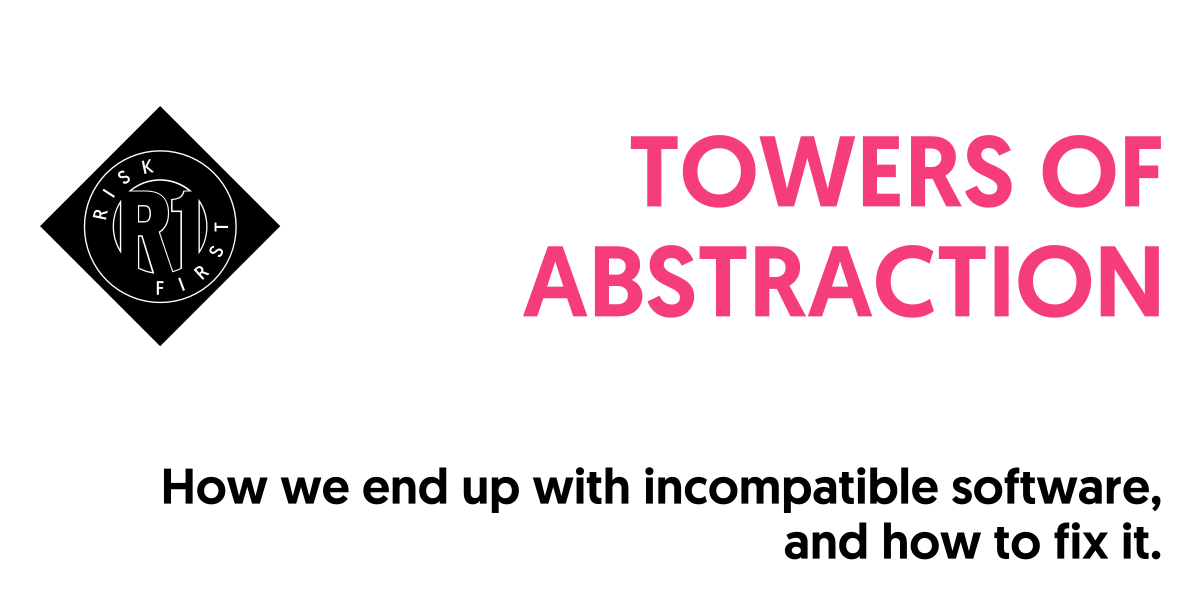 RISK
R1
FIRST
TOWERS OF
ABSTRACTION
How we end up with incompatible software,
and how to fix it.